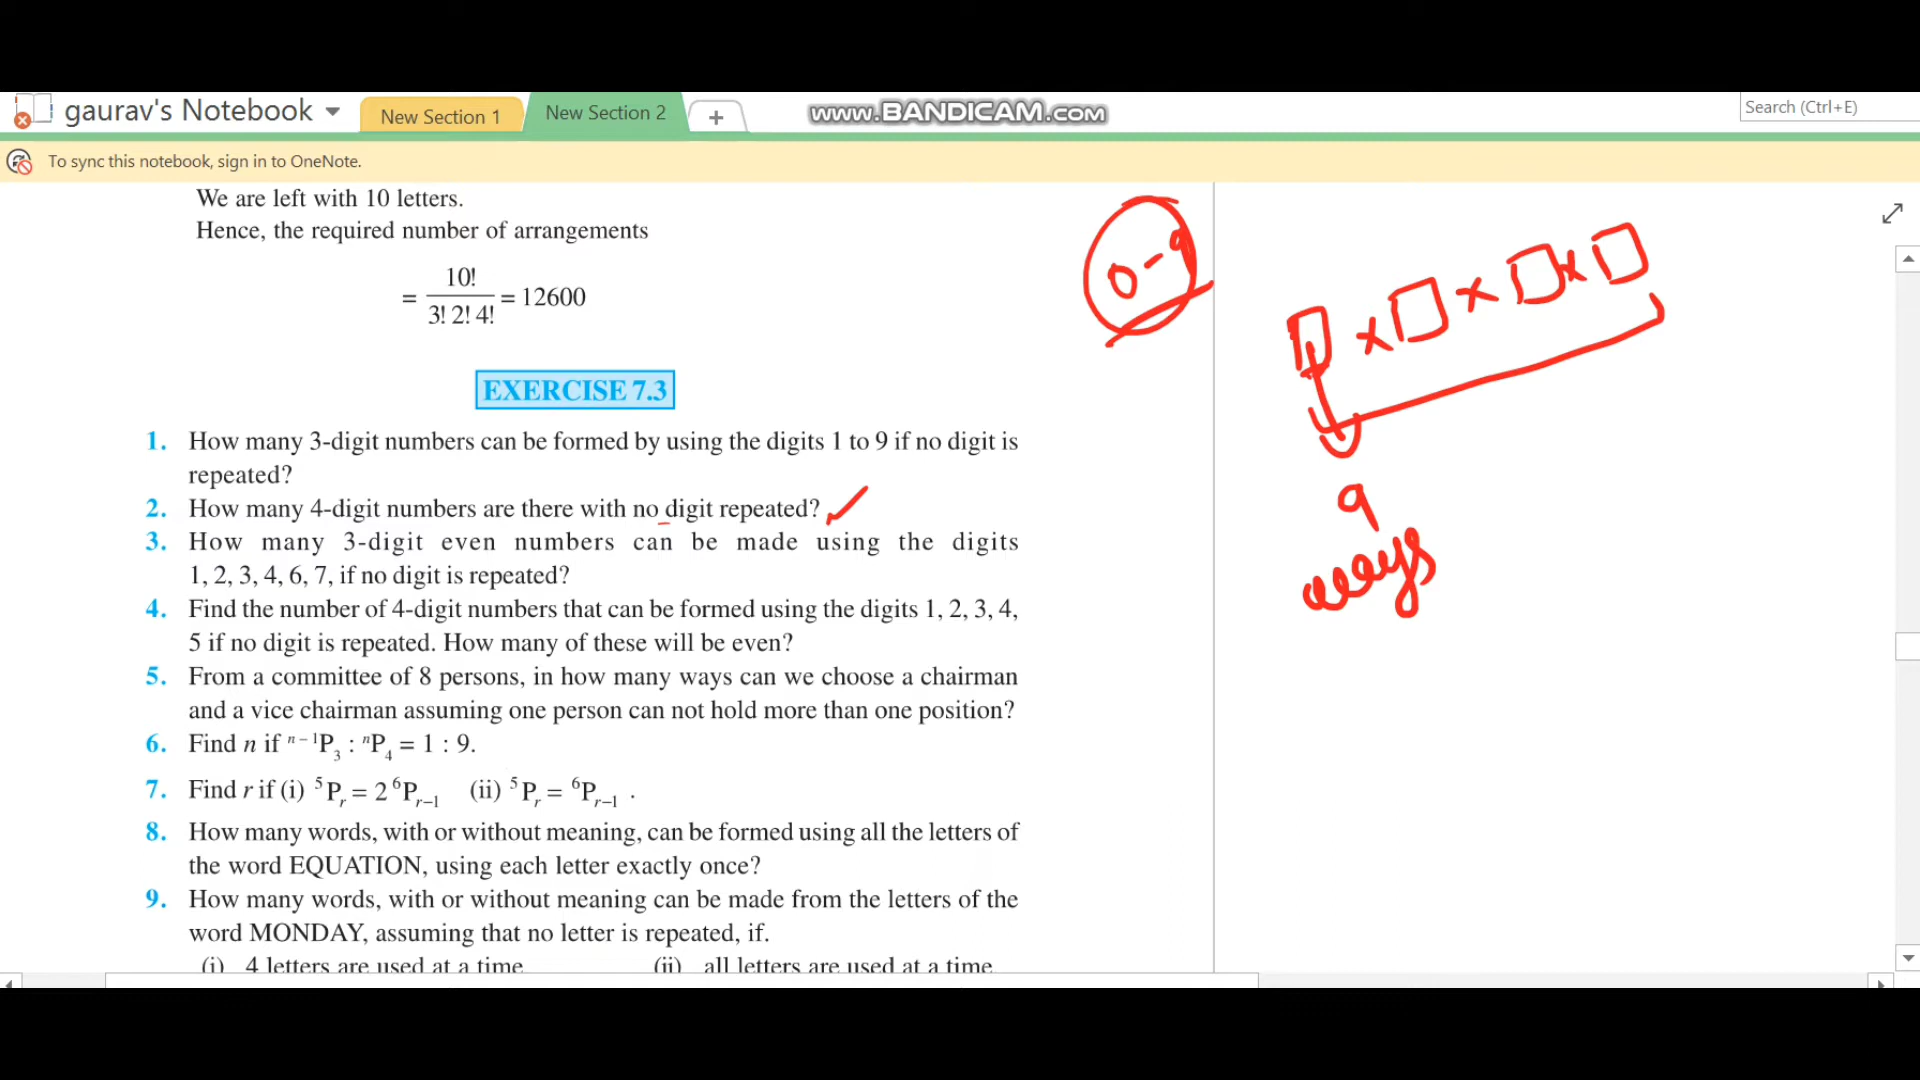 gaurav's Notebook
New Section 1
New Section 2
+
www.BANDICAM.com
Search (Ctrl+E)
To sync this notebook, sign in to OneNote.
We are left with 10 letters.
Hence, the required number of arrangements
= 10! / 3! 2! 4! = 12600
0-9
□ × □ × □ × □
9
ways
EXERCISE 7.3
1. How many 3-digit numbers can be formed by using the digits 1 to 9 if no digit is
repeated?
2. How many 4-digit numbers are there with no digit repeated?
3. How many 3-digit even numbers can be made using the digits
1, 2, 3, 4, 6, 7, if no digit is repeated?
4. Find the number of 4-digit numbers that can be formed using the digits 1, 2, 3, 4,
5 if no digit is repeated. How many of these will be even?
5. From a committee of 8 persons, in how many ways can we choose a chairman
and a vice chairman assuming one person can not hold more than one position?
6. Find n if ⁿ⁻¹P₃ : ⁿP₄ = 1 : 9.
7. Find r if (i) ⁵Pᵣ = 2 ⁶Pᵣ₋₁ (ii) ⁵Pᵣ = ⁶Pᵣ₋₁ .
8. How many words, with or without meaning, can be formed using all the letters of
the word EQUATION, using each letter exactly once?
9. How many words, with or without meaning can be made from the letters of the
word MONDAY, assuming that no letter is repeated, if.
(i) 4 letters are used at a time (ii) all letters are used at a time